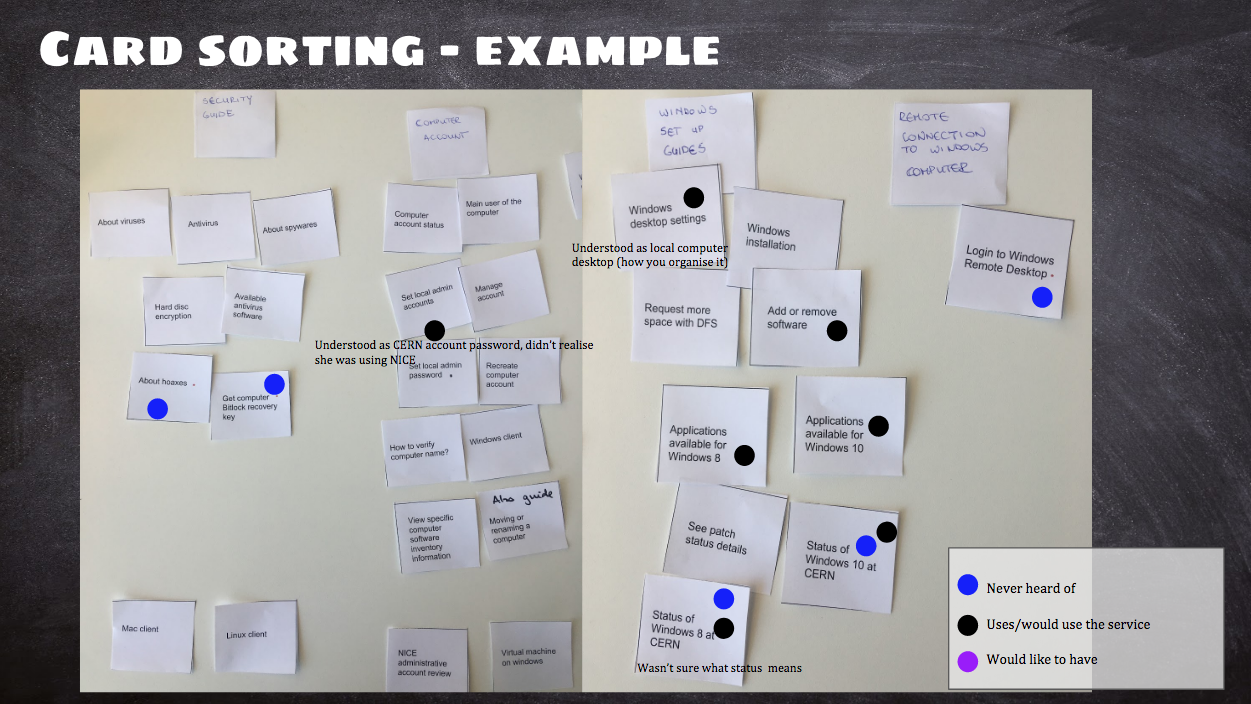 CARD SORTING - EXAMPLE
SECURITY
GUIDE
COMPUTER
ACCOUNT
WINDOWS
SET UP
GUIDES
REMOTE
CONNECTION
TO WINDOWS
COMPUTER
About viruses
Antivirus
About spywares
Hard disc
encryption
Available
antivirus
software
About hoaxes
Get computer
Bitlock recovery
key
Mac client
Linux client
Computer
account status
Main user of the
computer
Set local admin
accounts
Manage
account
Understood as CERN account password, didn't realise
she was using NICE
Set local admin
password
Recreate
computer
account
How to verify
computer name?
Windows client
View specific
computer
software
inventory
information
Also guide
Moving or
renaming a
computer
NICE
administrative
account review
Virtual machine
on windows
Windows
desktop settings
Understood as local computer
desktop (how you organise it)
Windows
installation
Request more
space with DFS
Add or remove
software
Applications
available for
Windows 8
Applications
available for
Windows 10
See patch
status details
Status of
Windows 10 at
CERN
Status of
Windows 8 at
CERN
Wasn't sure what status means
Login to Windows
Remote Desktop
Never heard of
Uses/would use the service
Would like to have